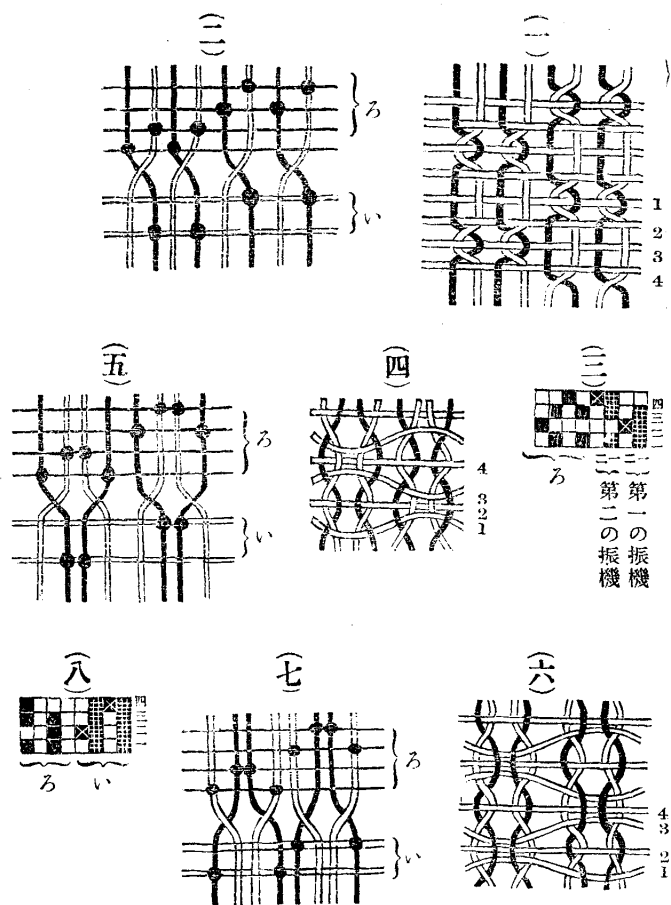 (一)
1
2
3
4
(二)
ろ
い
(三)
四三二一
第一の振機
第二の振機
ろ
(四)
4
3
2
1
(五)
ろ
い
(六)
4
3
2
1
(七)
ろ
い
(八)
四三二一
い
ろ